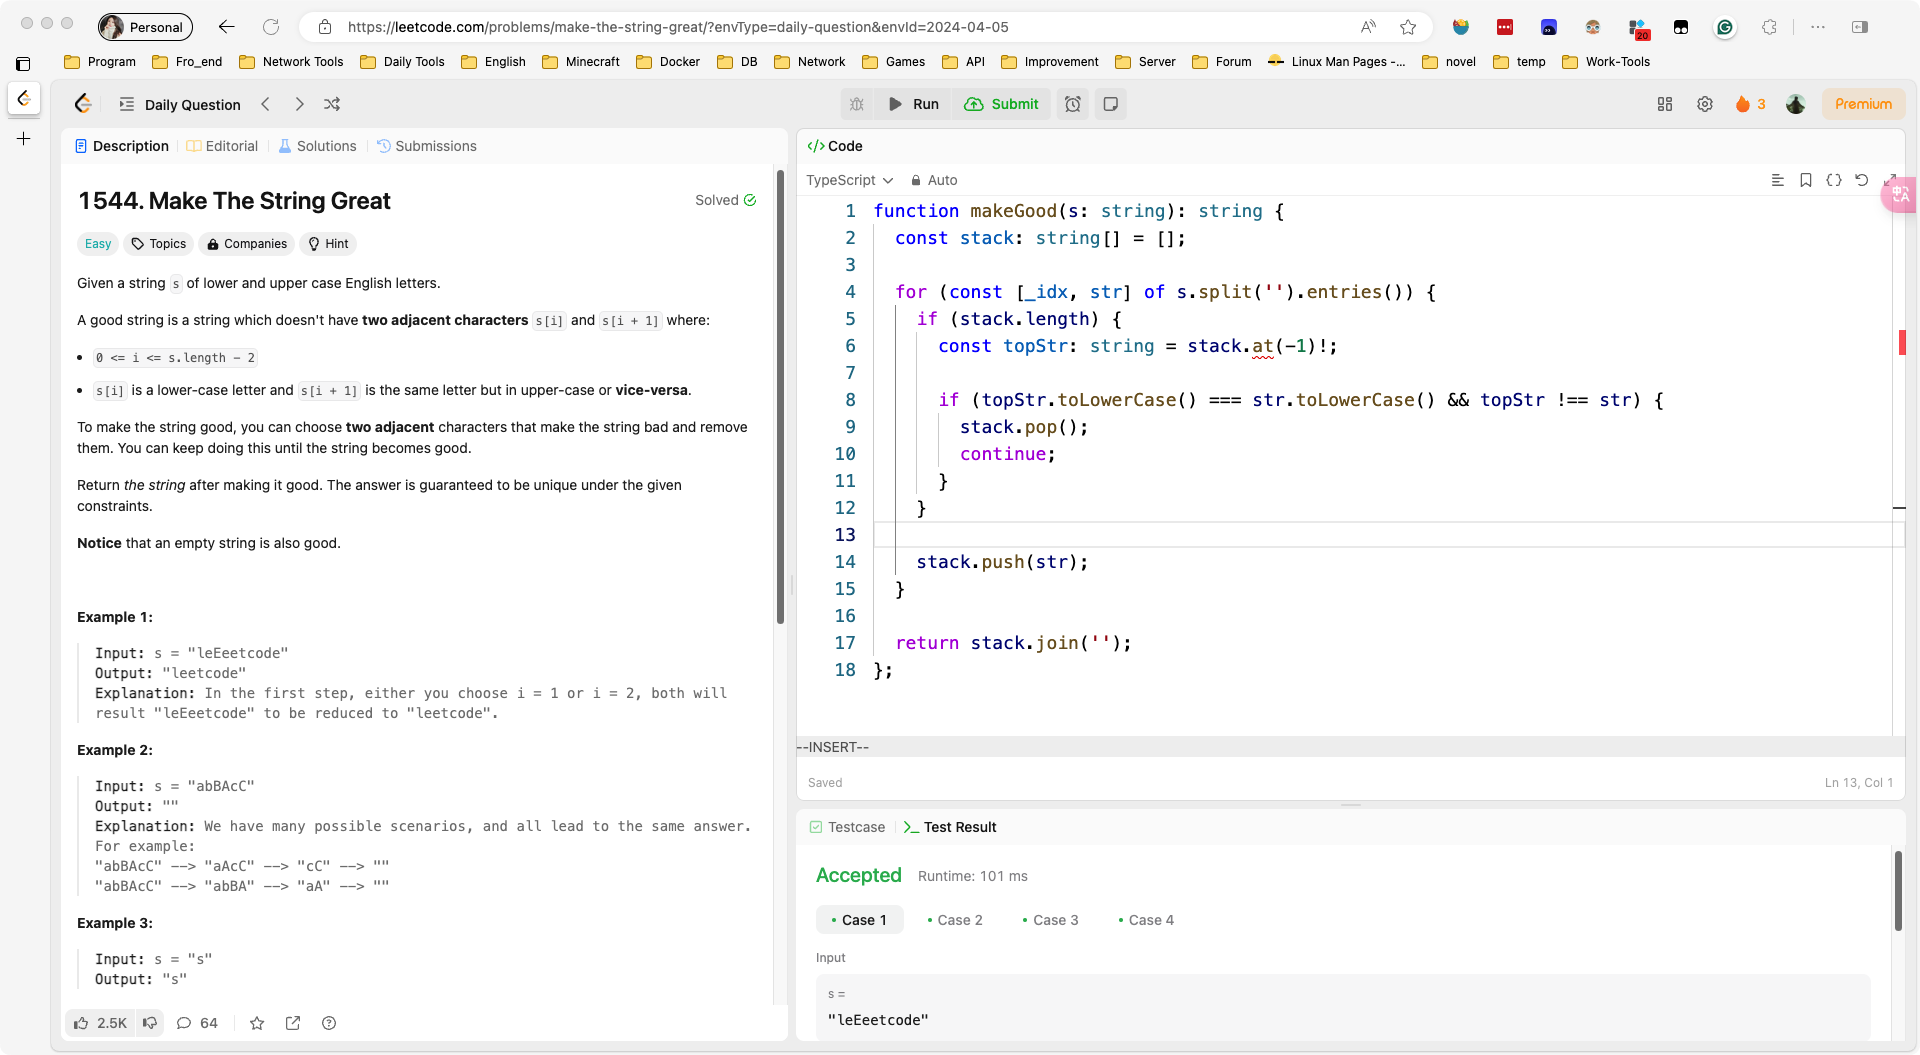 Personal
https://leetcode.com/problems/make-the-string-great/?envType=daily-question&envId=2024-04-05
20
Program Fro_end Network Tools Daily Tools English Minecraft Docker DB Network Games API Improvement Server Forum Linux Man Pages -... novel temp Work-Tools
Daily Question
Run Submit
3 Premium
Description Editorial Solutions Submissions
1544. Make The String Great
Solved
Easy Topics Companies Hint
Given a string s of lower and upper case English letters.
A good string is a string which doesn't have two adjacent characters s[i] and s[i + 1] where:
• 0 <= i <= s.length - 2
• s[i] is a lower-case letter and s[i + 1] is the same letter but in upper-case or vice-versa.
To make the string good, you can choose two adjacent characters that make the string bad and remove
them. You can keep doing this until the string becomes good.
Return the string after making it good. The answer is guaranteed to be unique under the given
constraints.
Notice that an empty string is also good.
Example 1:
Input: s = "leEeetcode"
Output: "leetcode"
Explanation: In the first step, either you choose i = 1 or i = 2, both will
result "leEeetcode" to be reduced to "leetcode".
Example 2:
Input: s = "abBAcC"
Output: ""
Explanation: We have many possible scenarios, and all lead to the same answer.
For example:
"abBAcC" --> "aAcC" --> "cC" --> ""
"abBAcC" --> "abBA" --> "aA" --> ""
Example 3:
Input: s = "s"
Output: "s"
2.5K 64
</> Code
TypeScript Auto
中A
1 function makeGood(s: string): string {
2 const stack: string[] = [];
3
4 for (const [_idx, str] of s.split('').entries()) {
5 if (stack.length) {
6 const topStr: string = stack.at(-1)!;
7
8 if (topStr.toLowerCase() === str.toLowerCase() && topStr !== str) {
9 stack.pop();
10 continue;
11 }
12 }
13
14 stack.push(str);
15 }
16
17 return stack.join('');
18 };
--INSERT--
Saved
Ln 13, Col 1
Testcase Test Result
Accepted Runtime: 101 ms
• Case 1 • Case 2 • Case 3 • Case 4
Input
s =
"leEeetcode"